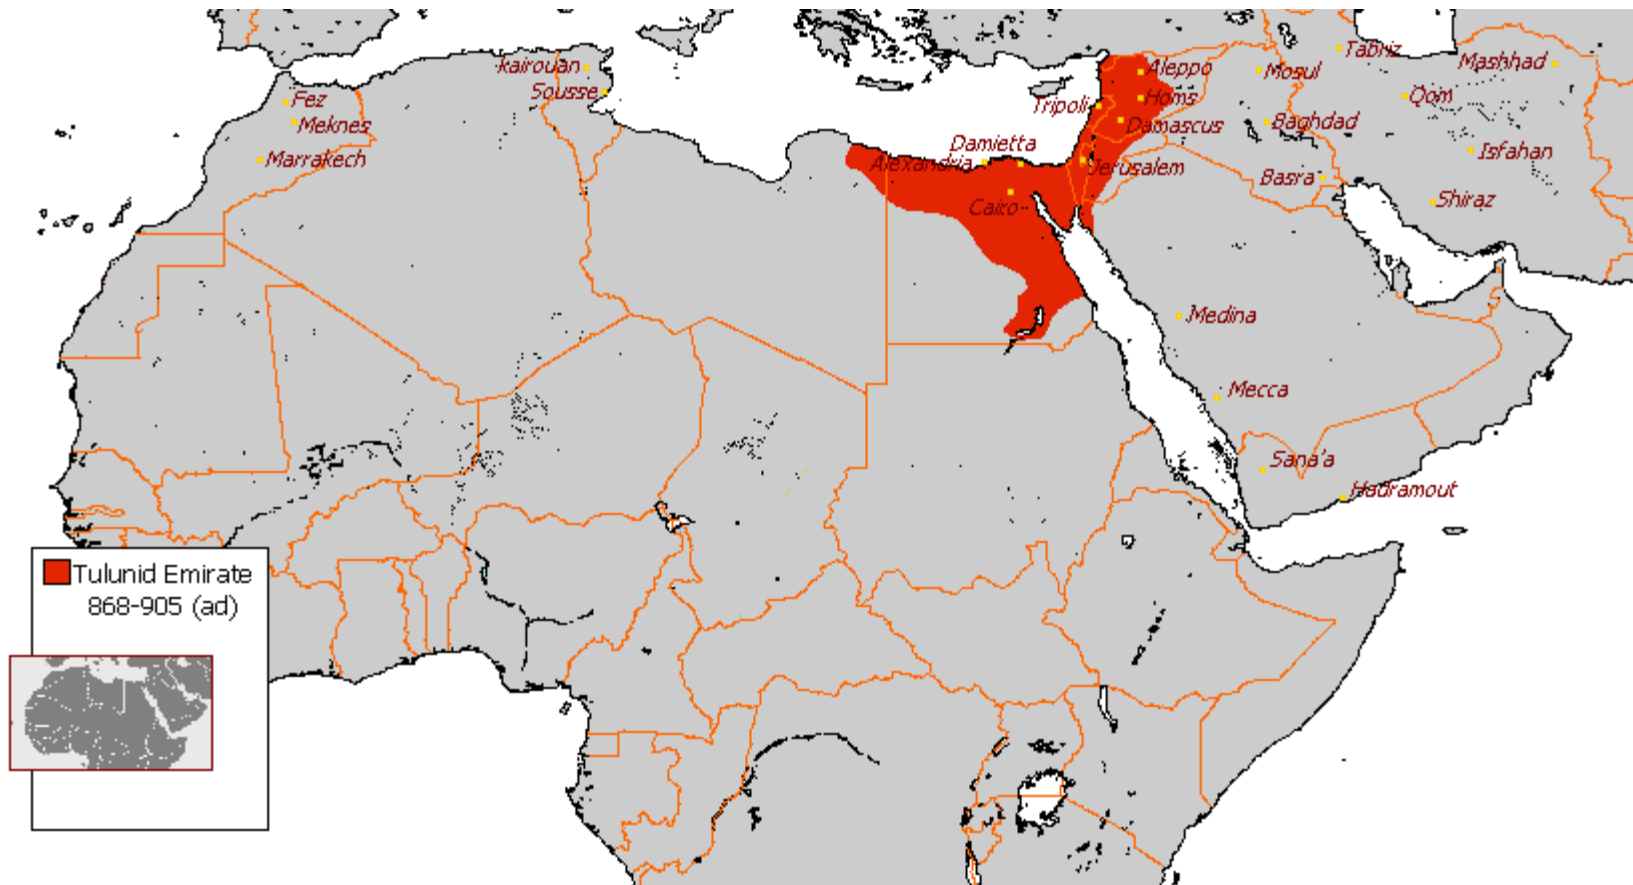 Tabriz
Mashhad
kairouan
Aleppo
Mosul
Sousse
Fez
Tripoli
Homs
Qom
Meknes
Damascus
Baghdad
Damietta
Marrakech
Alexandria
Jerusalem
Isfahan
Basra
Cairo
Shiraz
Medina
Mecca
Sana'a
Hadramout
Tulunid Emirate
868-905 (ad)